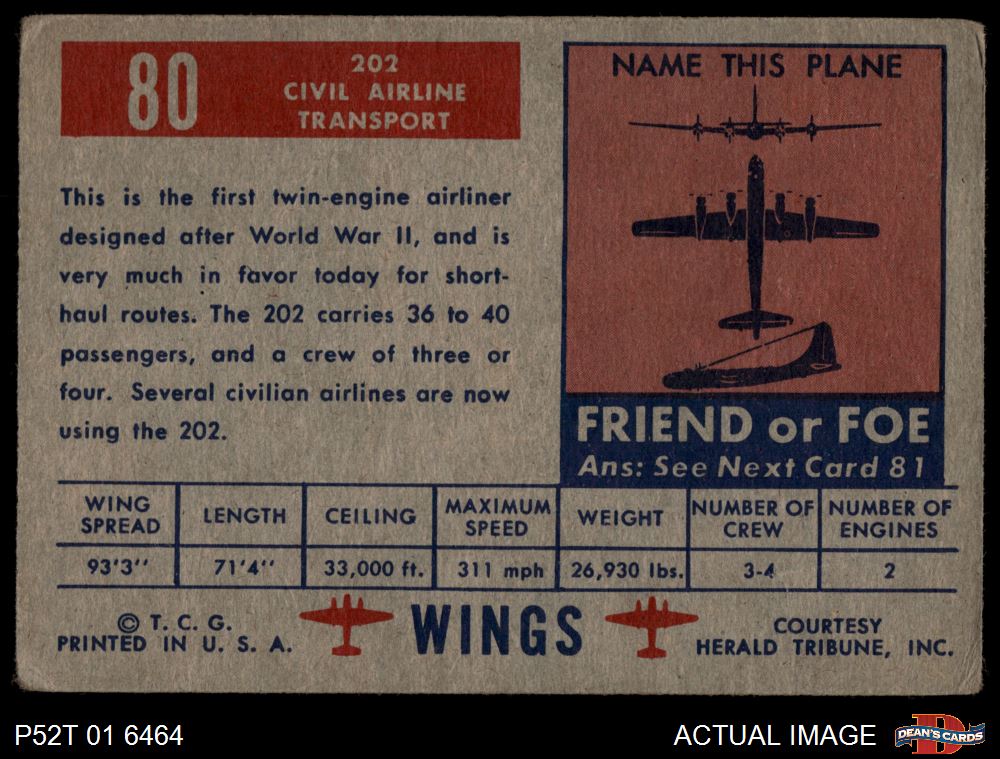 80
202
CIVIL AIRLINE
TRANSPORT
This is the first twin-engine airliner
designed after World War II, and is
very much in favor today for short-
haul routes. The 202 carries 36 to 40
passengers, and a crew of three or
four. Several civilian airlines are now
using the 202.
NAME THIS PLANE
FRIEND or FOE
Ans: See Next Card 81
WING SPREAD LENGTH CEILING MAXIMUM SPEED WEIGHT NUMBER OF CREW NUMBER OF ENGINES
93'3'' 71'4'' 33,000 ft. 311 mph 26,930 lbs. 3-4 2
© T. C. G.
PRINTED IN U. S. A.
WINGS
COURTESY
HERALD TRIBUNE, INC.
P52T 01 6464
ACTUAL IMAGE
D
DEAN'S CARDS